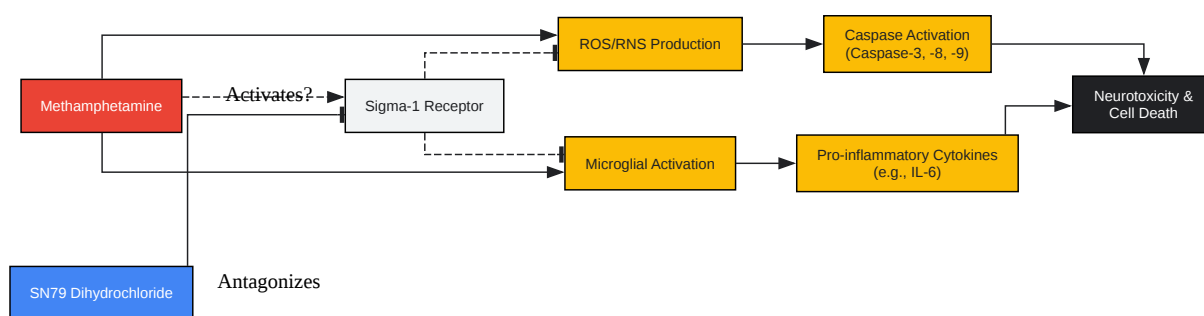 ROS/RNS Production
Caspase Activation
(Caspase-3, -8, -9)
Methamphetamine
Activates?
Sigma-1 Receptor
Neurotoxicity &
Cell Death
Microglial Activation
Pro-inflammatory Cytokines
(e.g., IL-6)
SN79 Dihydrochloride
Antagonizes